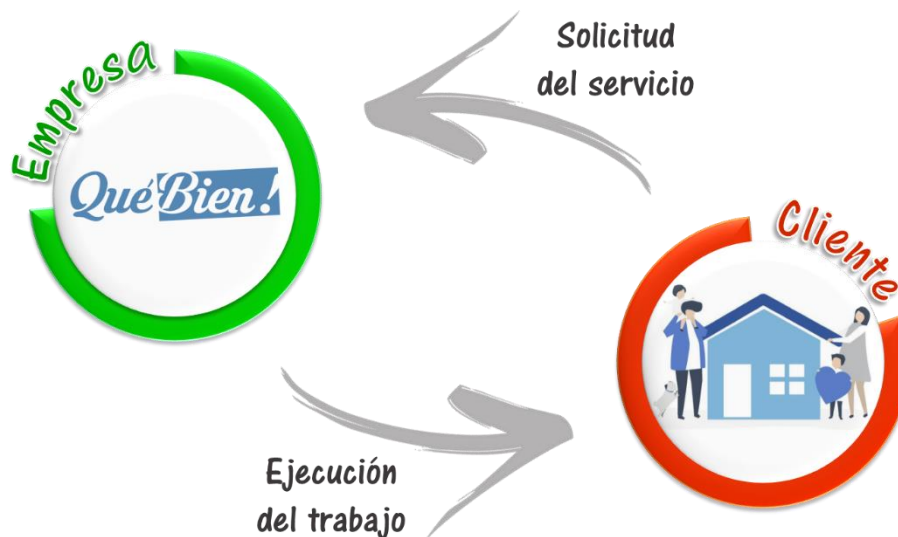 Empresa
QuéBien!
Solicitud
del servicio
Cliente
Ejecución
del trabajo